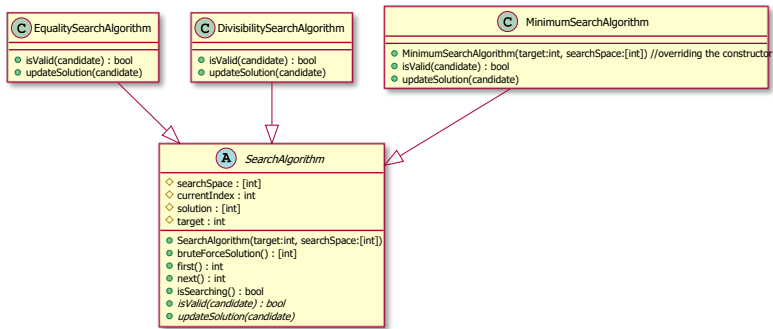 C EqualitySearchAlgorithm
isValid(candidate) : bool
updateSolution(candidate)
C DivisibilitySearchAlgorithm
isValid(candidate) : bool
updateSolution(candidate)
C MinimumSearchAlgorithm
MinimumSearchAlgorithm(target:int, searchSpace:[int]) //overriding the constructor
isValid(candidate) : bool
updateSolution(candidate)
A SearchAlgorithm
searchSpace : [int]
currentIndex : int
solution : [int]
target : int
SearchAlgorithm(target:int, searchSpace:[int])
bruteForceSolution() : [int]
first() : int
next() : int
isSearching() : bool
isValid(candidate) : bool
updateSolution(candidate)